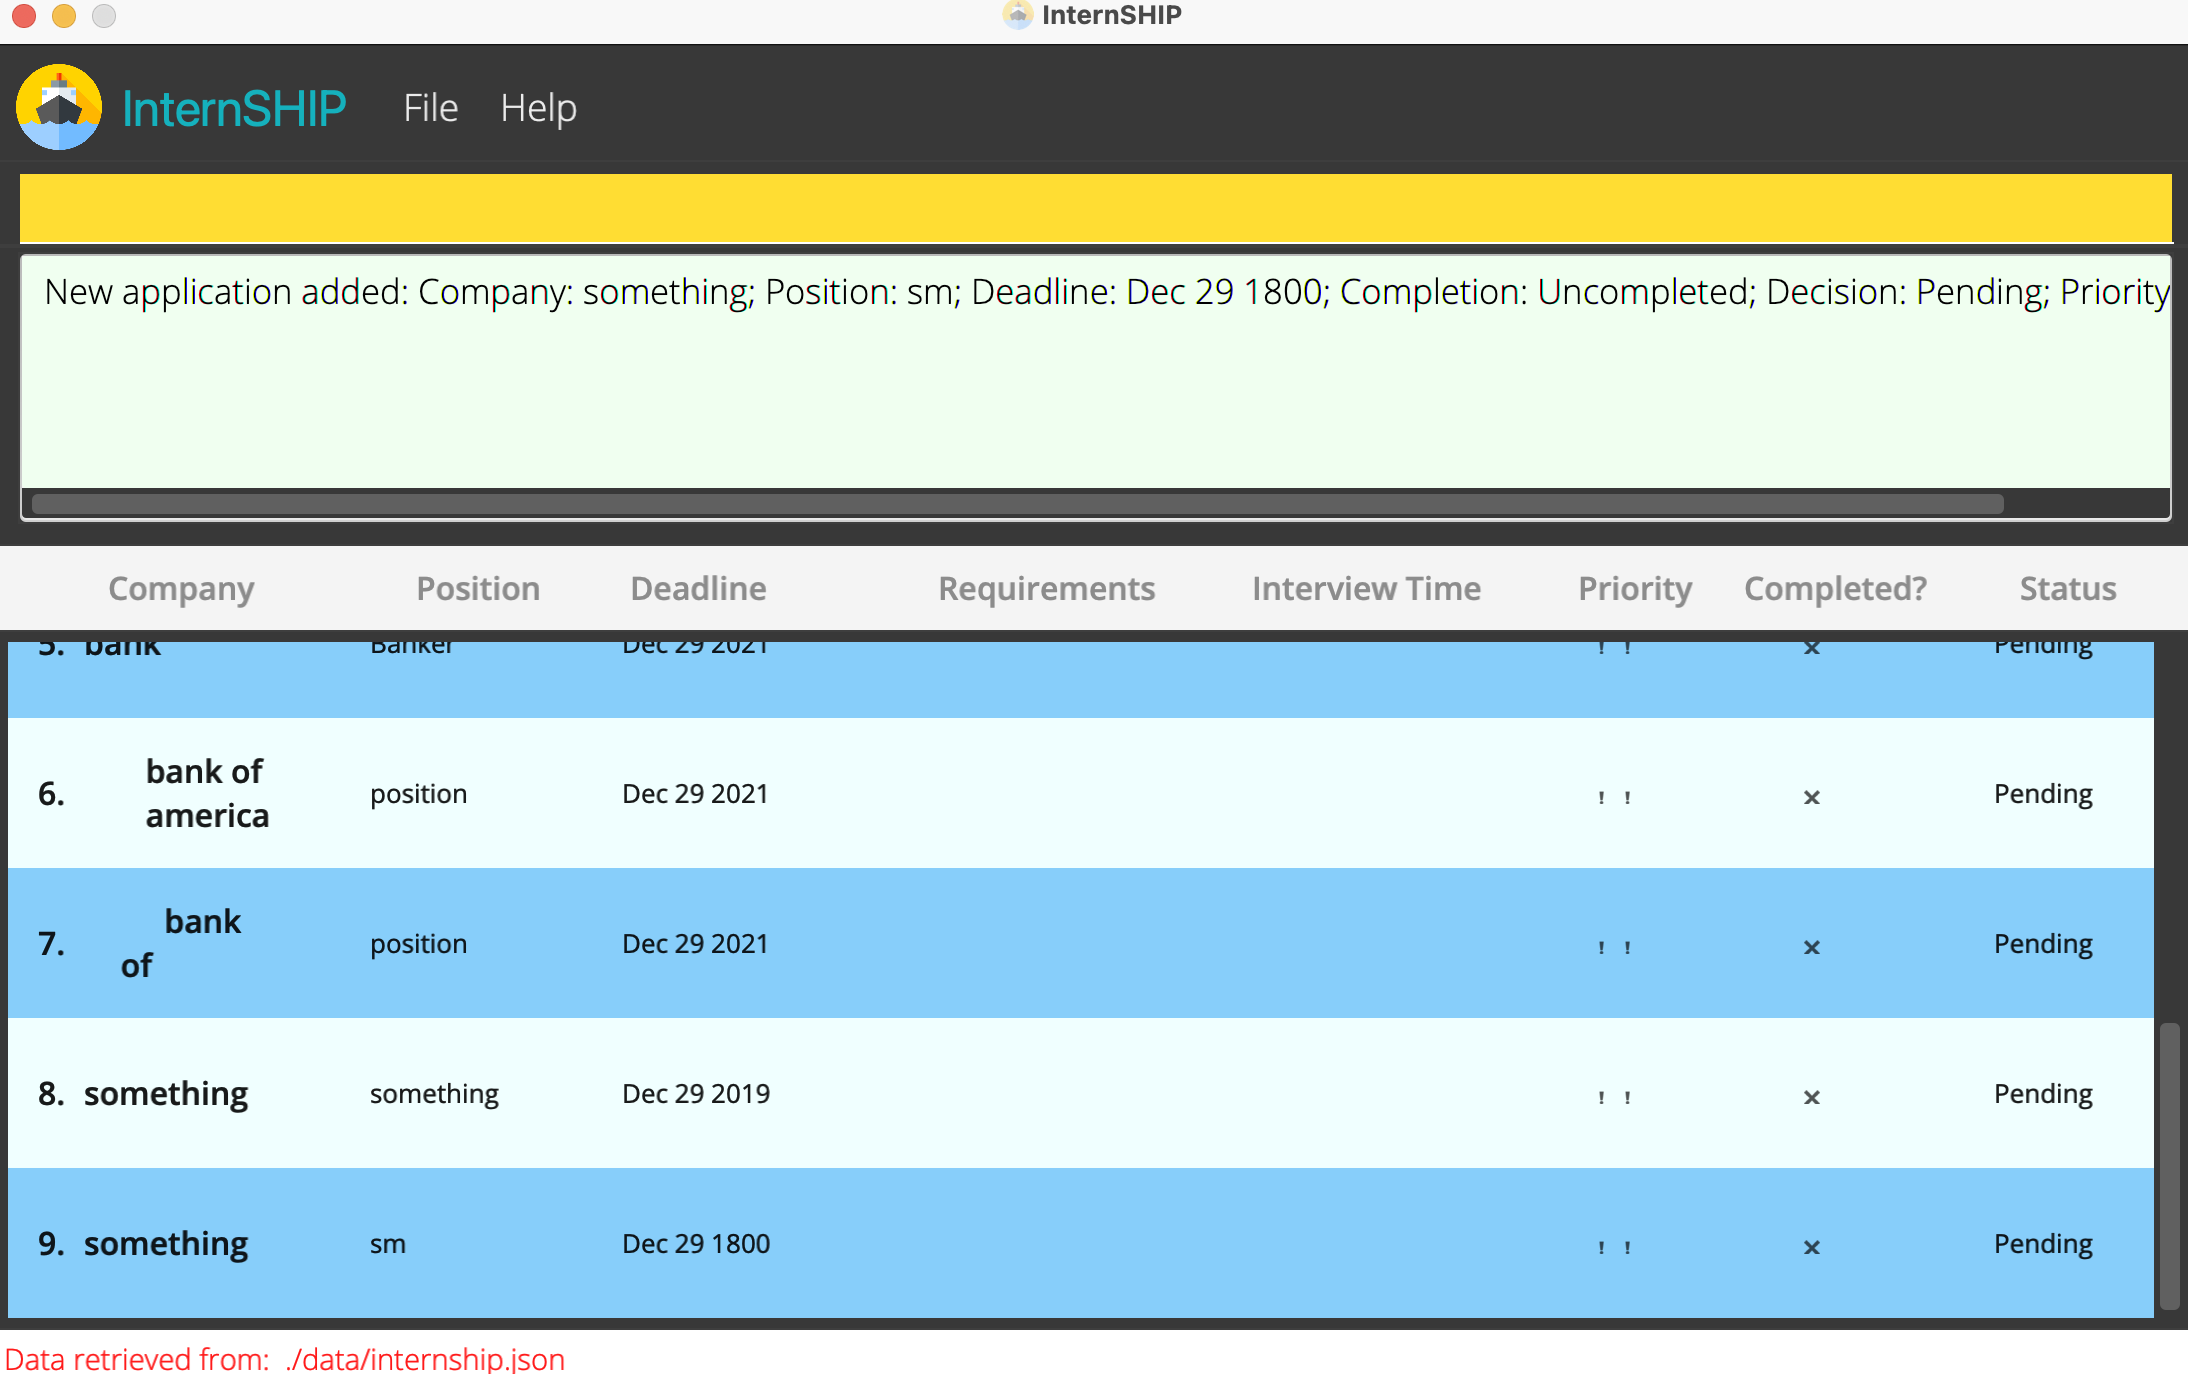 InternSHIP
InternSHIP File Help
New application added: Company: something; Position: sm; Deadline: Dec 29 1800; Completion: Uncompleted; Decision: Pending; Priority
Company Position Deadline Requirements Interview Time Priority Completed? Status
5. bank Banker Dec 29 2021 ! ! × Pending
6. bank of america position Dec 29 2021 ! ! × Pending
7. bank of position Dec 29 2021 ! ! × Pending
8. something something Dec 29 2019 ! ! × Pending
9. something sm Dec 29 1800 ! ! × Pending
Data retrieved from: ./data/internship.json